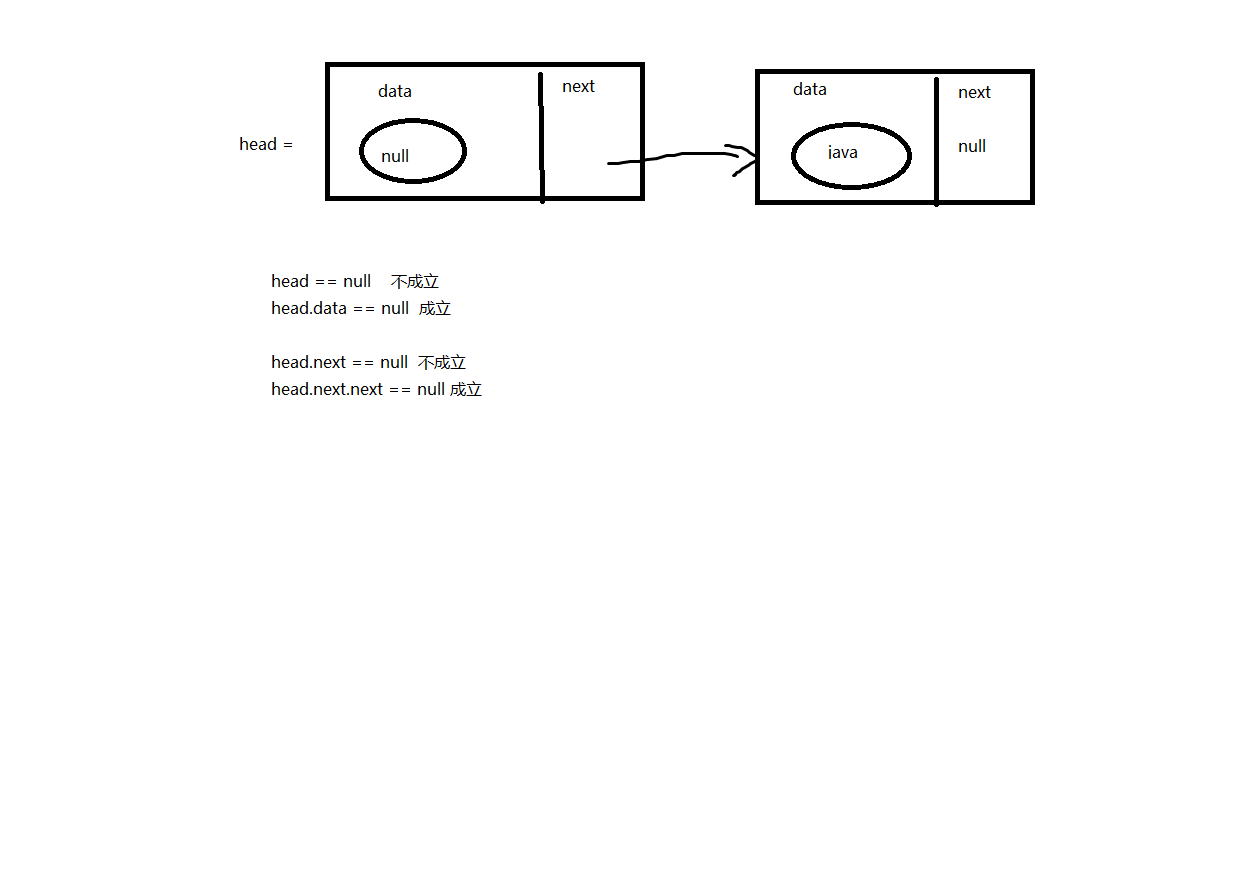 data next data next
head = null java null
head == null 不成立
head.data == null 成立
head.next == null 不成立
head.next.next == null 成立